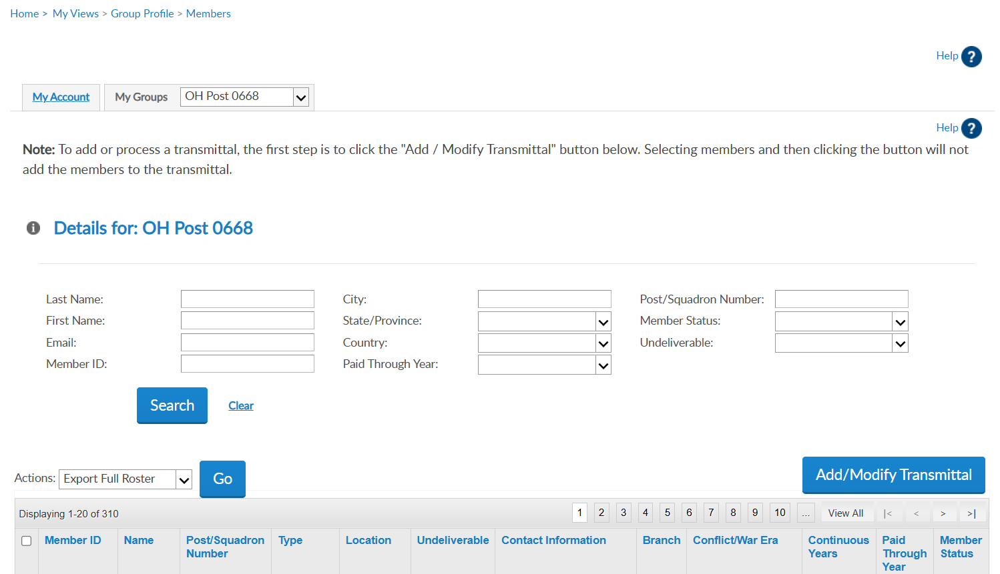 Home > My Views > Group Profile > Members
Help ?
My Account My Groups OH Post 0668
Help ?
Note: To add or process a transmittal, the first step is to click the "Add / Modify Transmittal" button below. Selecting members and then clicking the button will not
add the members to the transmittal.
Details for: OH Post 0668
Last Name: City: Post/Squadron Number:
First Name: State/Province: Member Status:
Email: Country: Undeliverable:
Member ID: Paid Through Year:
Search Clear
Actions: Export Full Roster Go Add/Modify Transmittal
Displaying 1-20 of 310 1 2 3 4 5 6 7 8 9 10 ... View All |< < > >|
Member ID Name Post/Squadron Type Location Undeliverable Contact Information Branch Conflict/War Era Continuous Paid Member
Number Years Through Status
Year